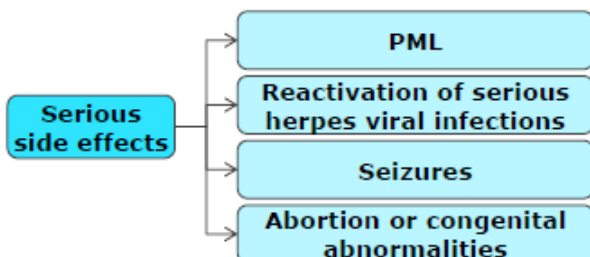 PML
Reactivation of serious
herpes viral infections
Serious
side effects
Seizures
Abortion or congenital
abnormalities